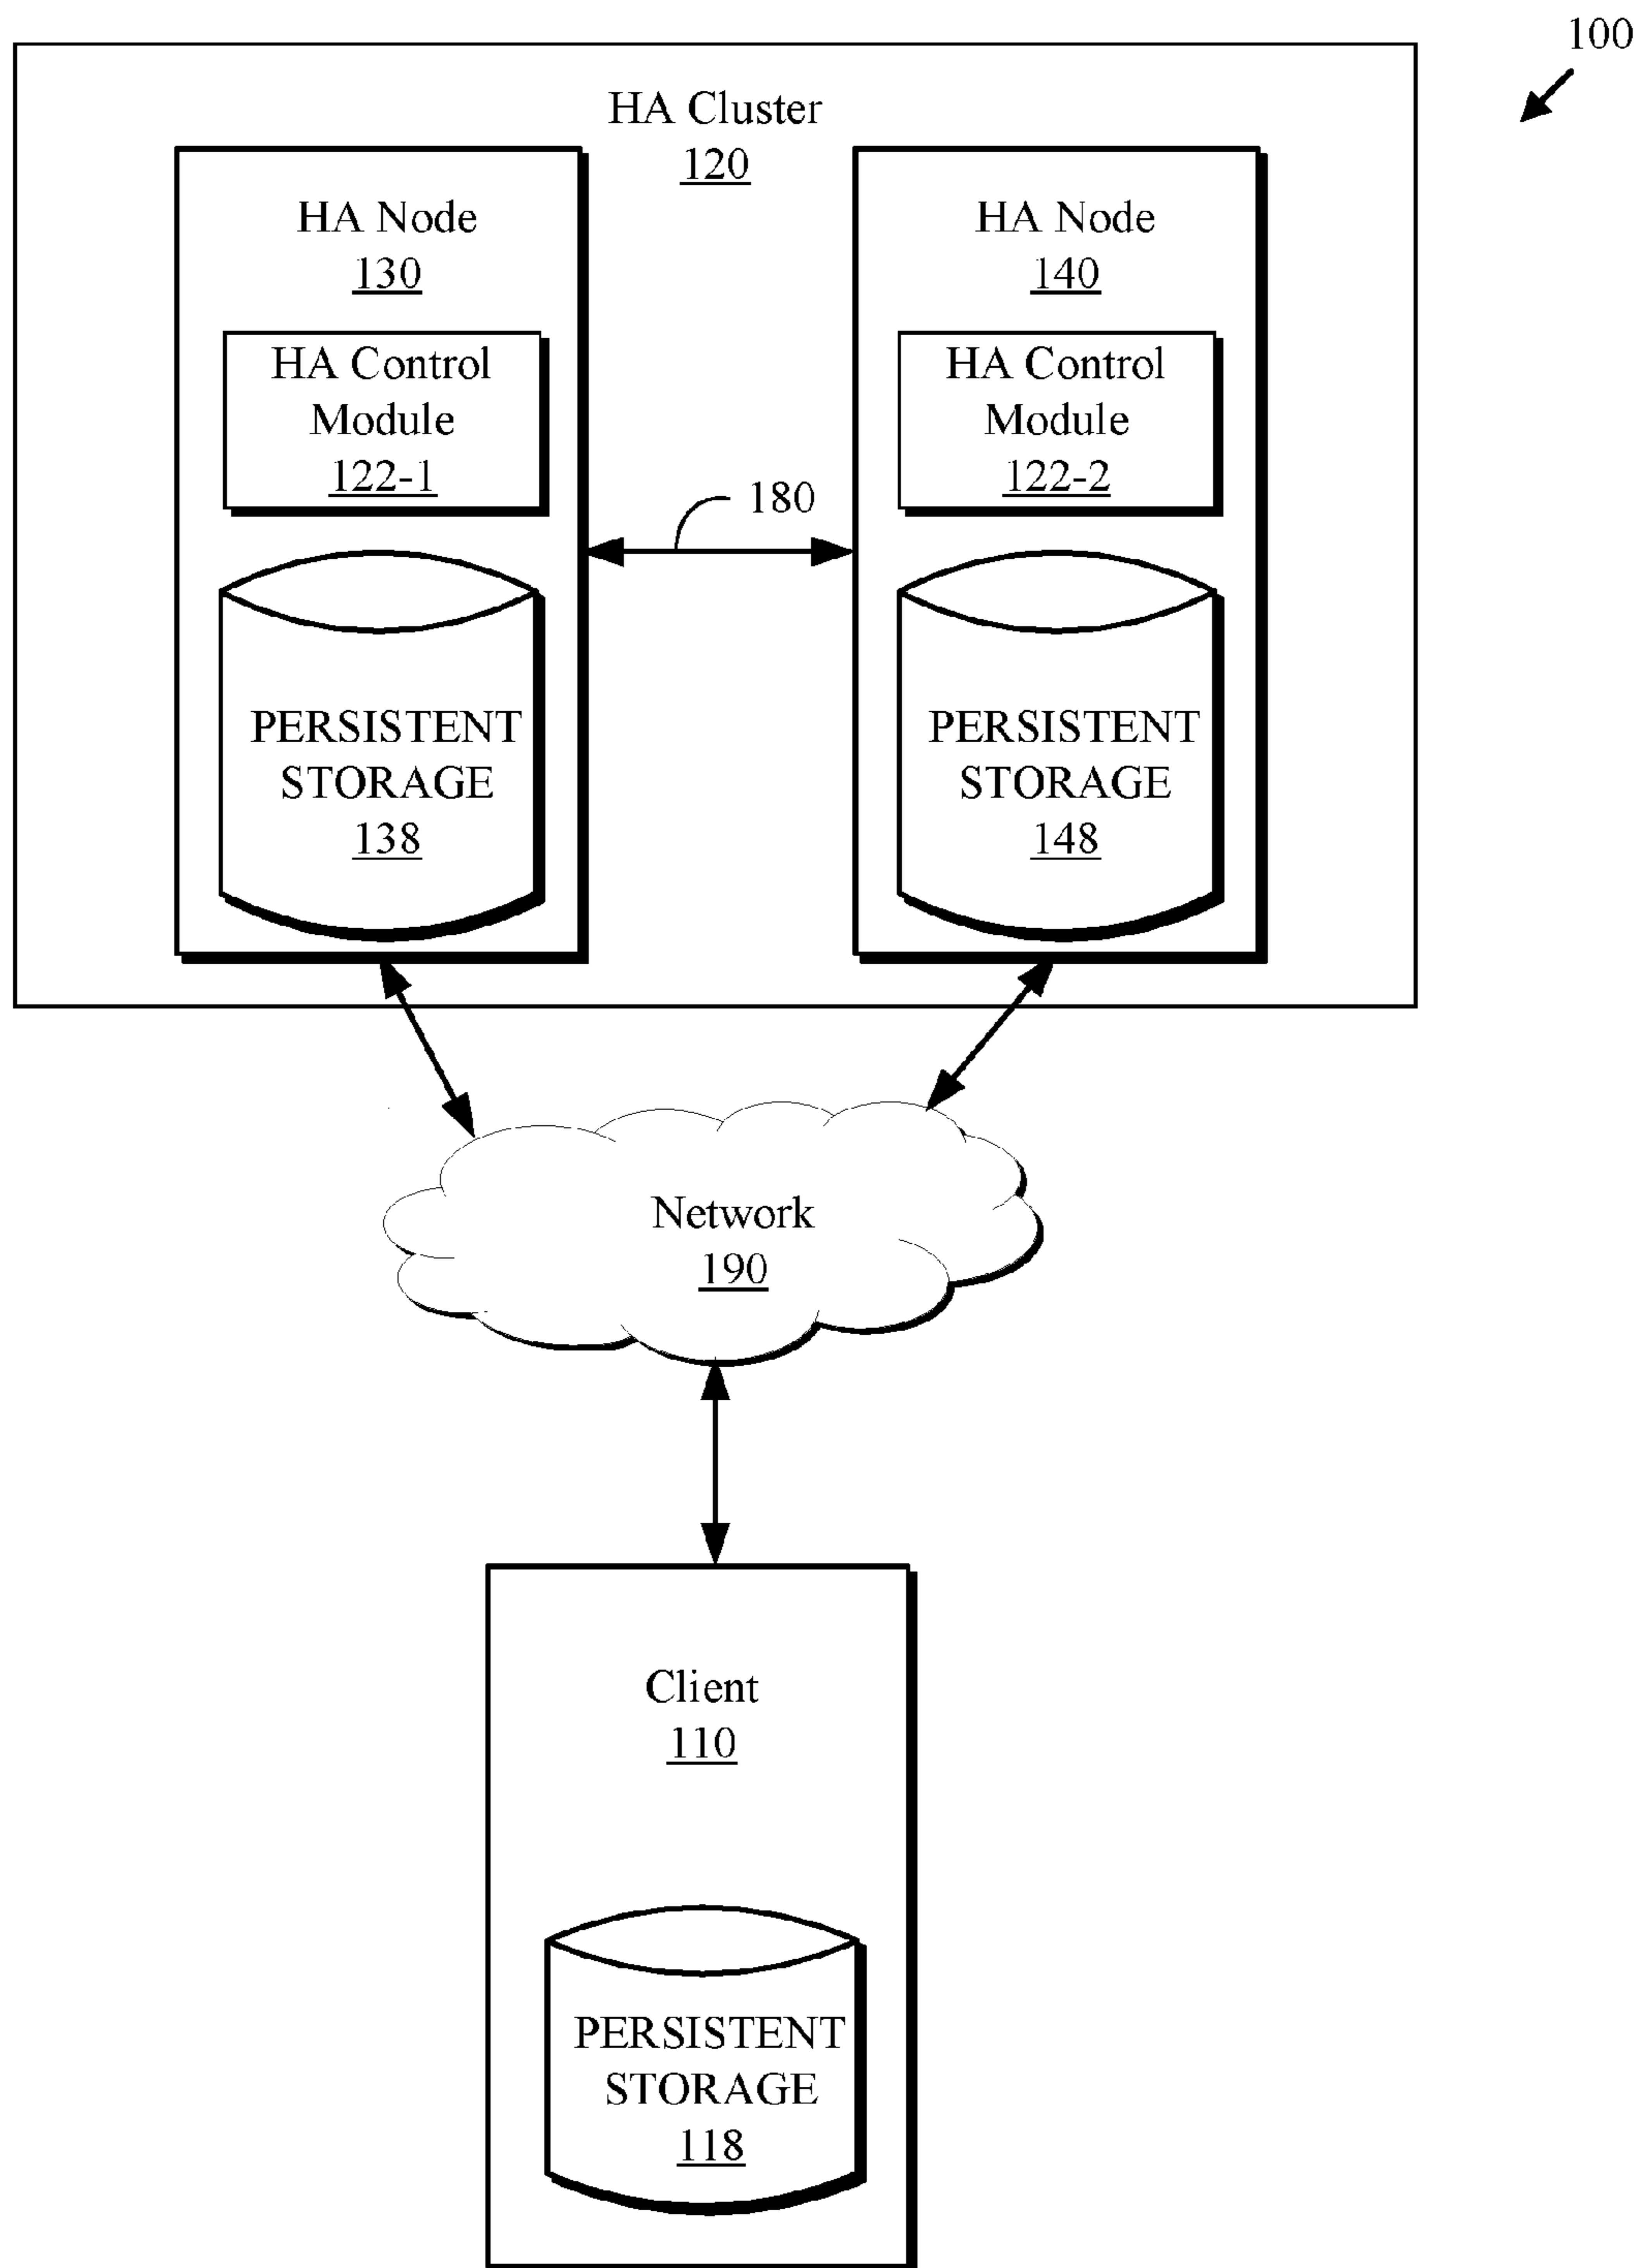 100
HA Cluster
120
HA Node
130
HA Control
Module
122-1
PERSISTENT
STORAGE
138
180
HA Node
140
HA Control
Module
122-2
PERSISTENT
STORAGE
148
Network
190
Client
110
PERSISTENT
STORAGE
118